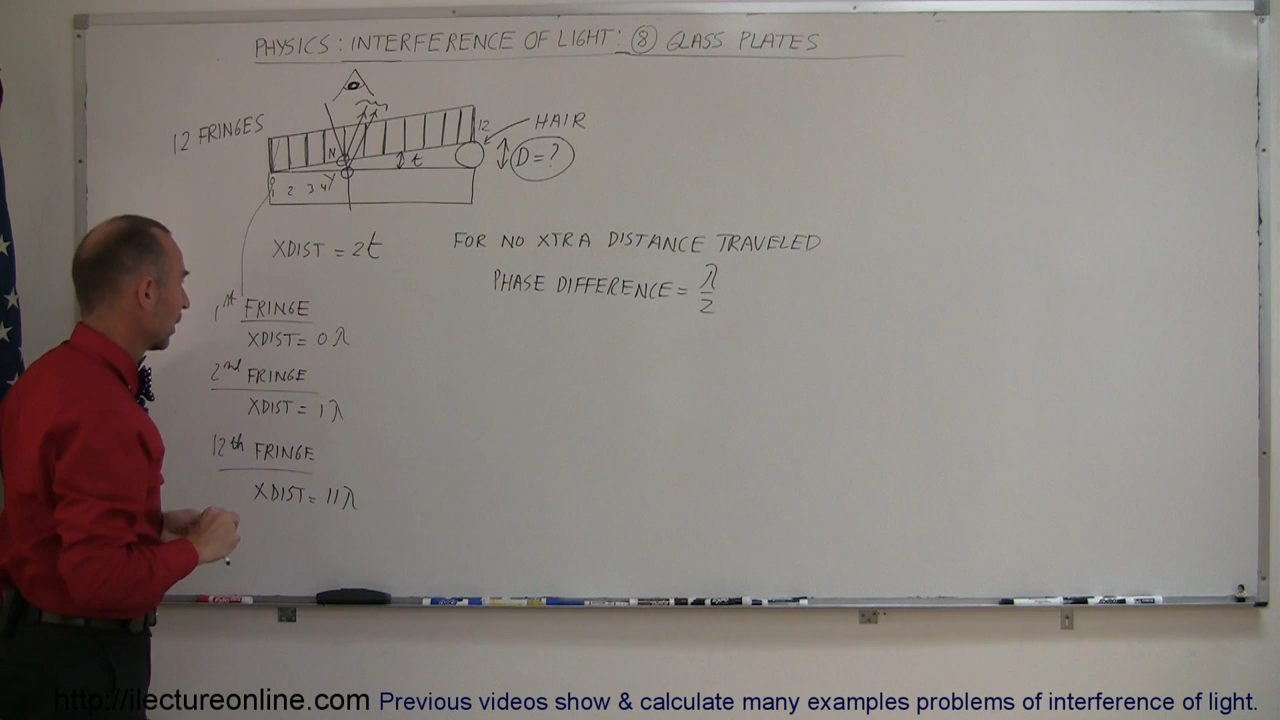 PHYSICS: INTERFERENCE OF LIGHT: 8 GLASS PLATES
12 FRINGES
12
HAIR
N
t
D = ?
1 2 3 4 Y
XDIST = 2t
FOR NO XTRA DISTANCE TRAVELED
PHASE DIFFERENCE = λ/2
1st FRINGE
XDIST = 0λ
2nd FRINGE
XDIST = 1λ
12th FRINGE
XDIST = 11λ
http://ilectureonline.com Previous videos show & calculate many examples problems of interference of light.